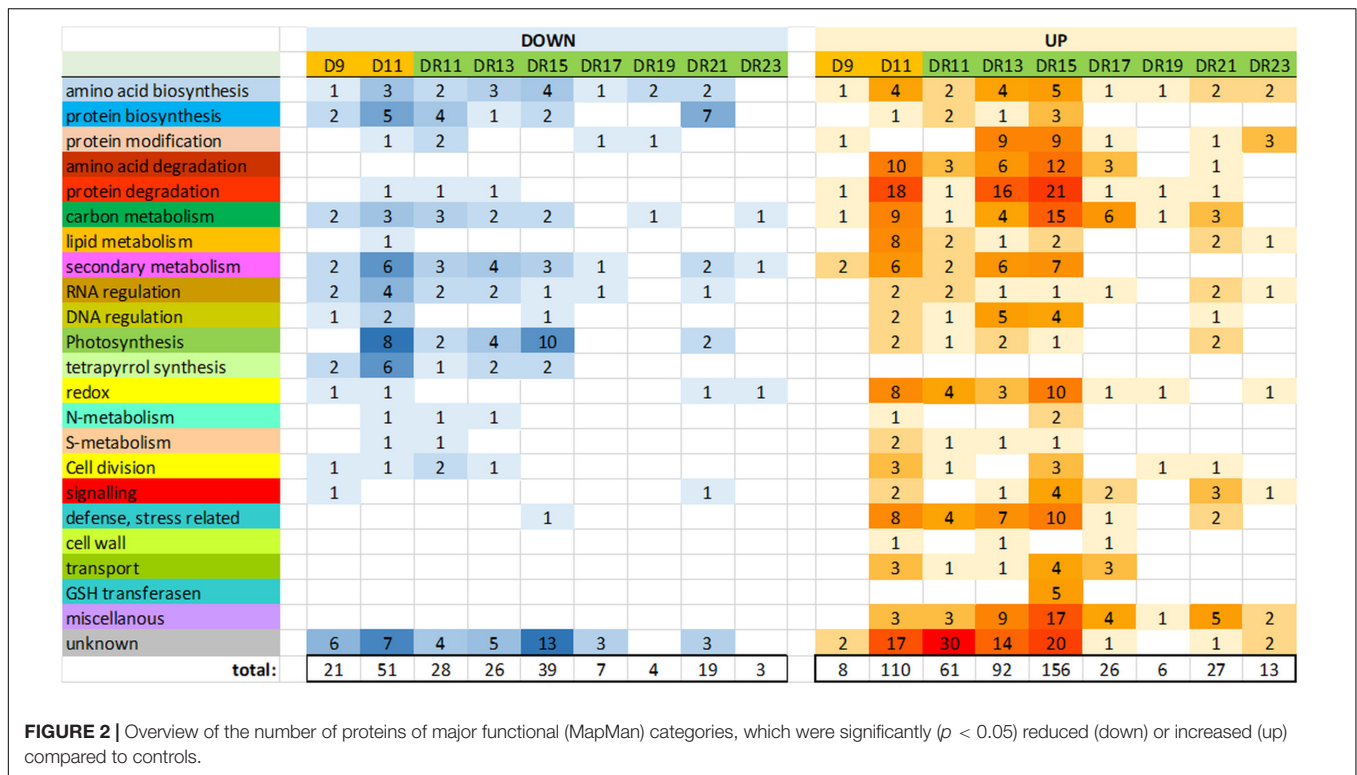 DOWN UP
D9 D11 DR11 DR13 DR15 DR17 DR19 DR21 DR23 D9 D11 DR11 DR13 DR15 DR17 DR19 DR21 DR23
amino acid biosynthesis 1 3 2 3 4 1 2 2 1 4 2 4 5 1 1 2 2
protein biosynthesis 2 5 4 1 2 7 1 2 1 3
protein modification 1 2 1 1 1 9 9 1 1 3
amino acid degradation 10 3 6 12 3 1
protein degradation 1 1 1 1 18 1 16 21 1 1 1
carbon metabolism 2 3 3 2 2 1 1 1 9 1 4 15 6 1 3
lipid metabolism 1 8 2 1 2 2 1
secondary metabolism 2 6 3 4 3 1 2 1 2 6 2 6 7
RNA regulation 2 4 2 2 1 1 1 2 2 1 1 1 2 1
DNA regulation 1 2 1 2 1 5 4 1
Photosynthesis 8 2 4 10 2 2 1 2 1 2
tetrapyrrol synthesis 2 6 1 2 2
redox 1 1 1 1 8 4 3 10 1 1 1
N-metabolism 1 1 1 1 2
S-metabolism 1 1 2 1 1 1
Cell division 1 1 2 1 3 1 3 1 1
signalling 1 1 2 1 4 2 3 1
defense, stress related 1 8 4 7 10 1 2
cell wall 1 1 1
transport 3 1 1 4 3
GSH transferasen 5
miscellanous 3 3 9 17 4 1 5 2
unknown 6 7 4 5 13 3 3 2 17 30 14 20 1 1 2
total: 21 51 28 26 39 7 4 19 3 8 110 61 92 156 26 6 27 13
FIGURE 2 | Overview of the number of proteins of major functional (MapMan) categories, which were significantly (p < 0.05) reduced (down) or increased (up)
compared to controls.